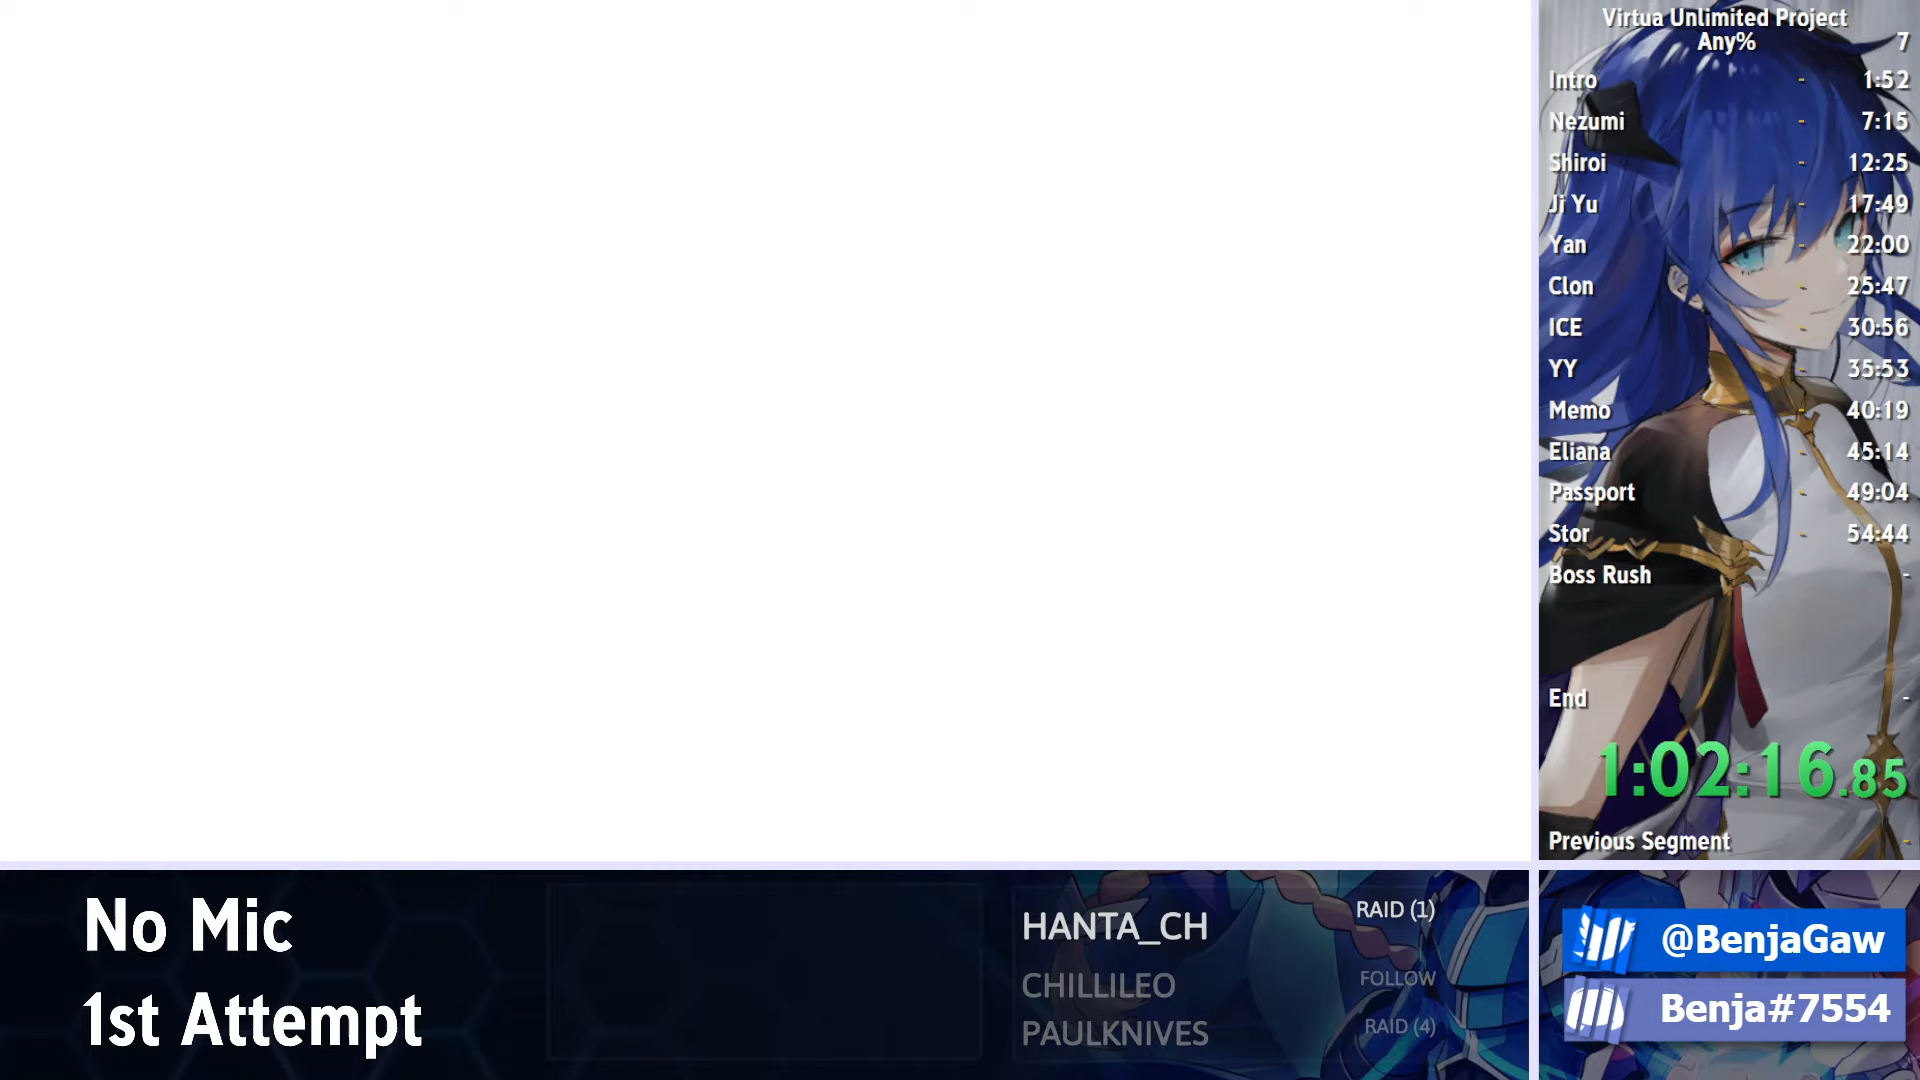 Virtua Unlimited Project
Any% 7
Intro - 1:52
Nezumi - 7:15
Shiroi - 12:25
Ji Yu - 17:49
Yan - 22:00
Clon - 25:47
ICE - 30:56
YY - 35:53
Memo - 40:19
Eliana - 45:14
Passport - 49:04
Stor - 54:44
Boss Rush -
End -
1:02:16.85
Previous Segment -
No Mic
1st Attempt
HANTA_CH RAID (1)
CHILLILEO FOLLOW
PAULKNIVES RAID (4)
@BenjaGaw
Benja#7554